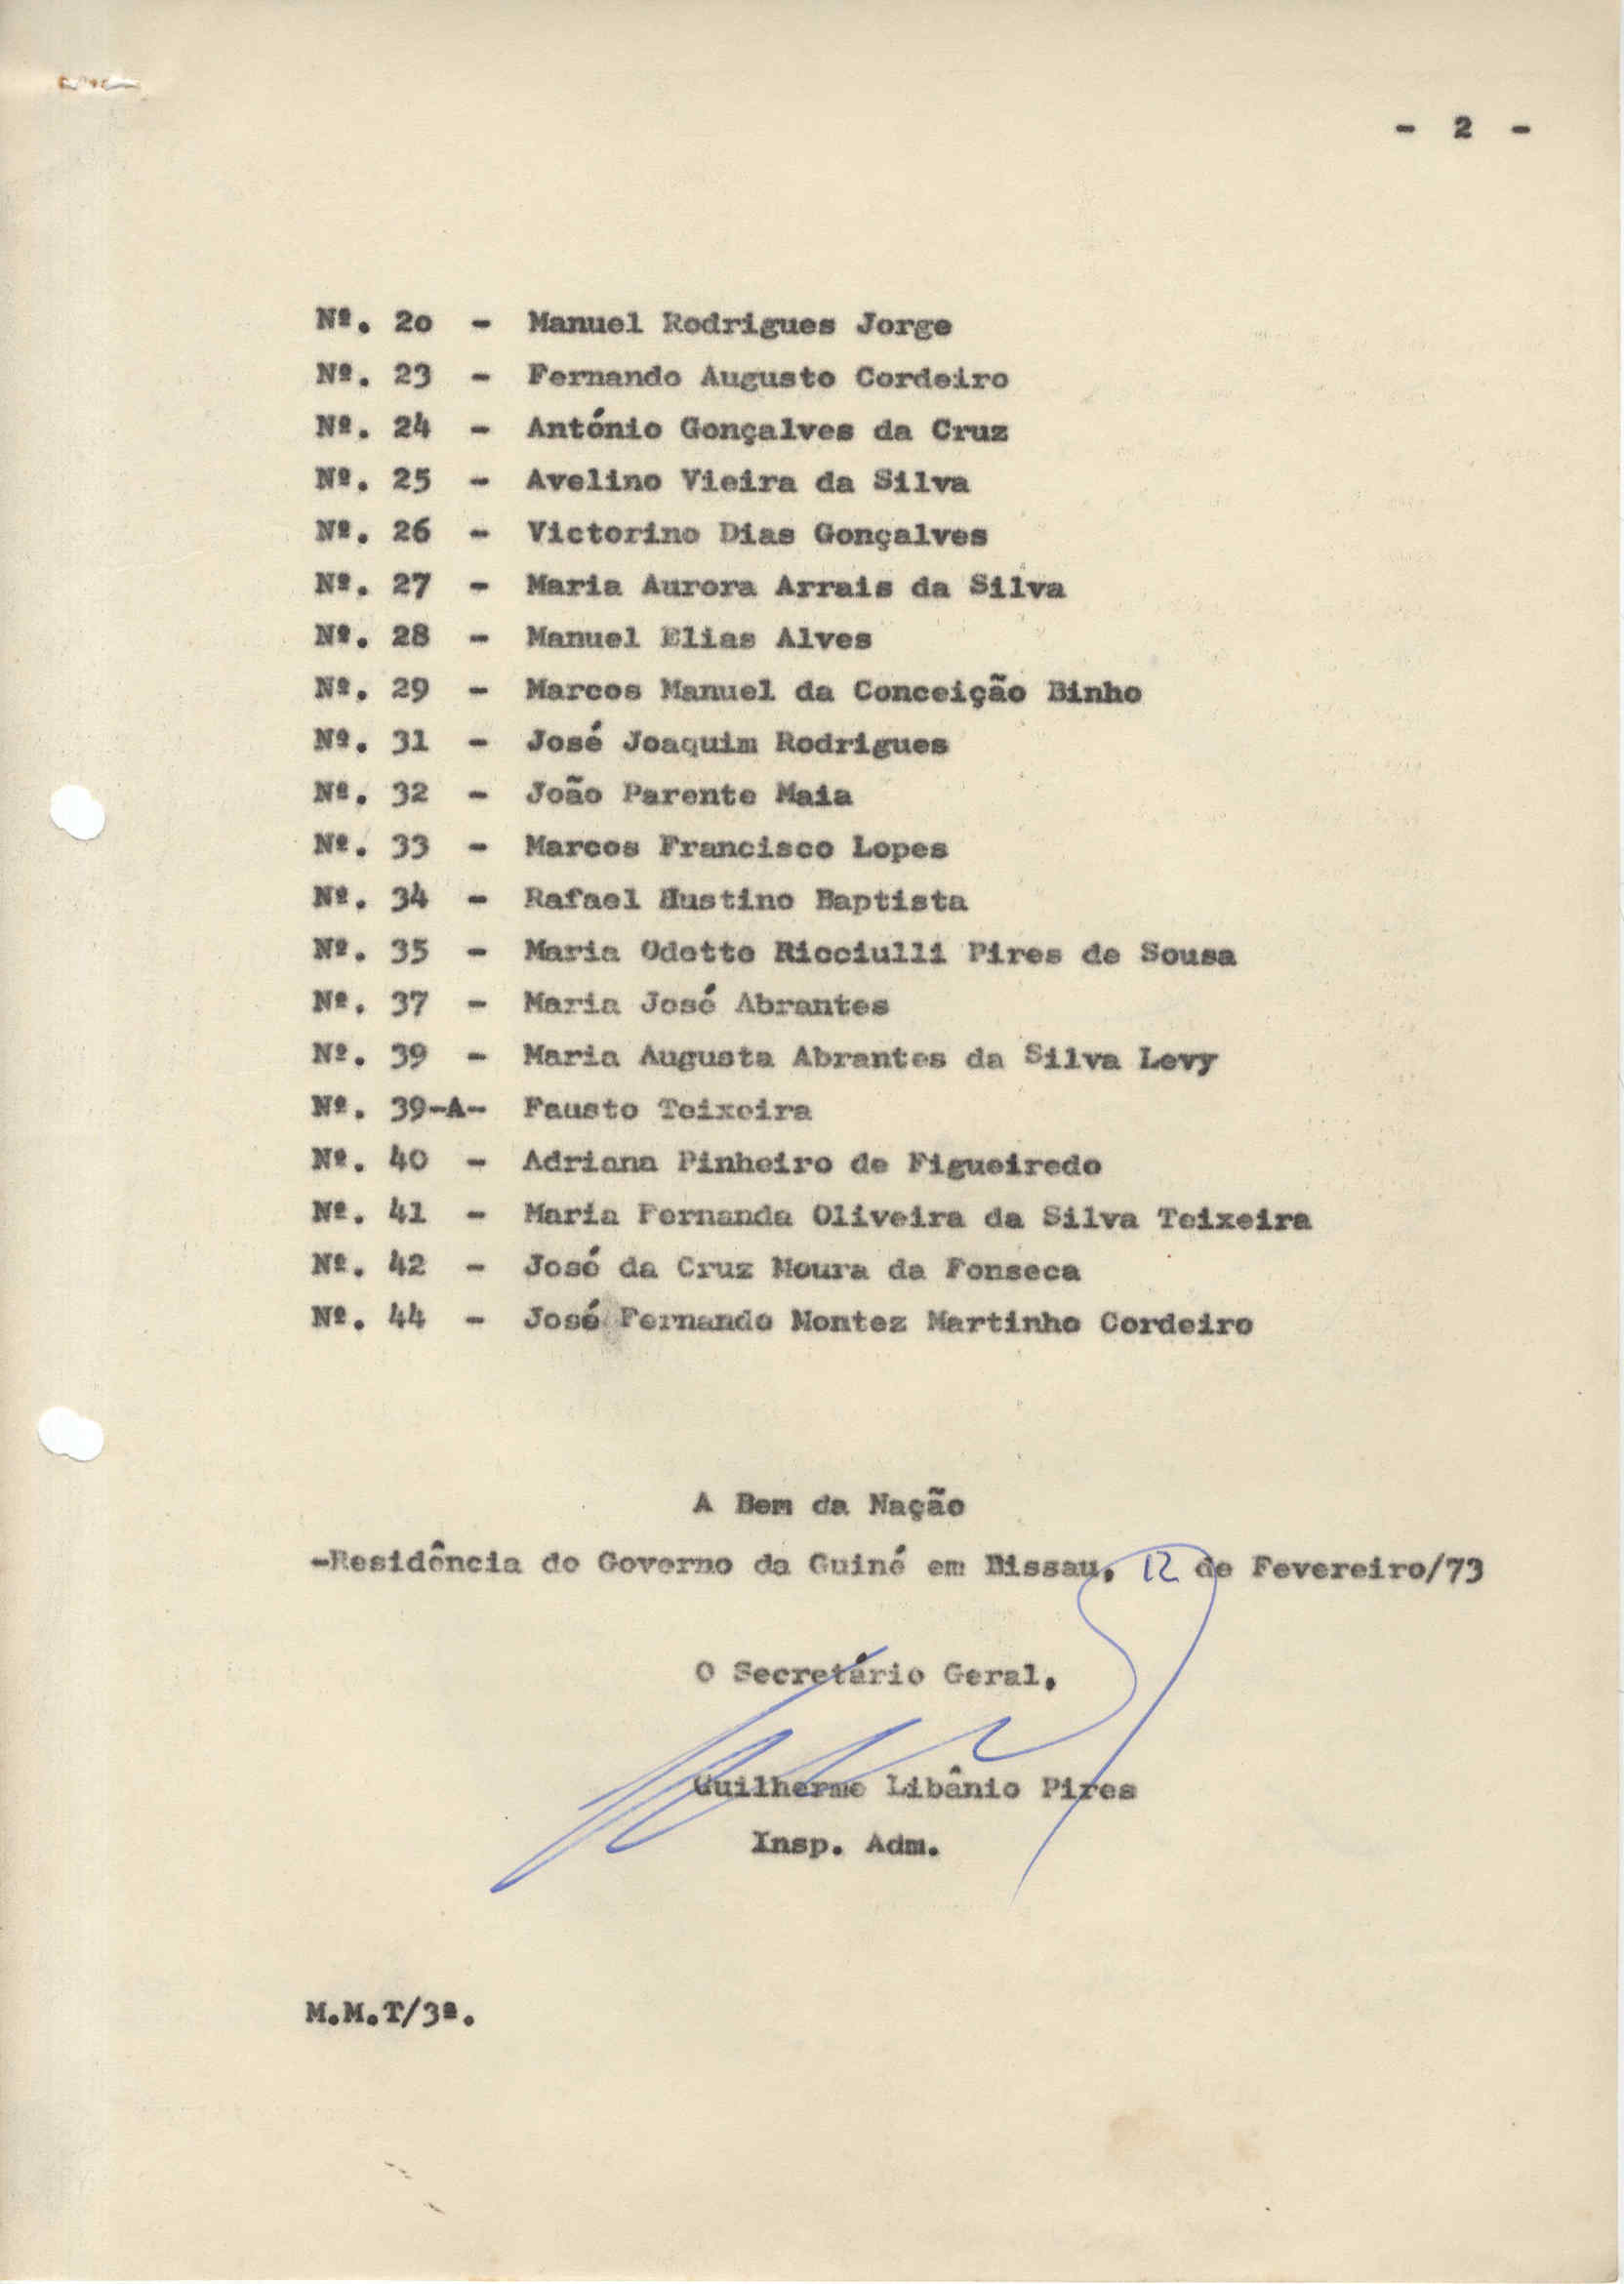 - 2 -
Nº. 2o - Manuel Rodrigues Jorge
Nº. 23 - Fernando Augusto Cordeiro
Nº. 24 - António Gonçalves da Cruz
Nº. 25 - Avelino Vieira da Silva
Nº. 26 - Victorino Dias Gonçalves
Nº. 27 - Maria Aurora Arrais da Silva
Nº. 28 - Manuel Elias Alves
Nº. 29 - Marcos Manuel da Conceição Binho
Nº. 31 - José Joaquim Rodrigues
Nº. 32 - João Parente Maia
Nº. 33 - Marcos Francisco Lopes
Nº. 34 - Rafael Baptista
Nº. 35 - Maria Odette Ricciulli Pires de Sousa
Nº. 37 - Maria José Abrantes
Nº. 39 - Maria Augusta Abrantes da Silva Levy
Nº. 39-A- Fausto Teixeira
Nº. 40 - Adriana Pinheiro de Figueiredo
Nº. 41 - Maria Fernanda Oliveira da Silva Teixeira
Nº. 42 - José da Cruz Moura da Fonseca
Nº. 44 - José Fernando Montez Martinho Cordeiro
A Bem da Nação
-Residência do Governo da Guiné em Bissau, 12 de Fevereiro/73
O Secretário Geral,
Guilherme Libânio Pires
Insp. Adm.
M.M.T/3ª.